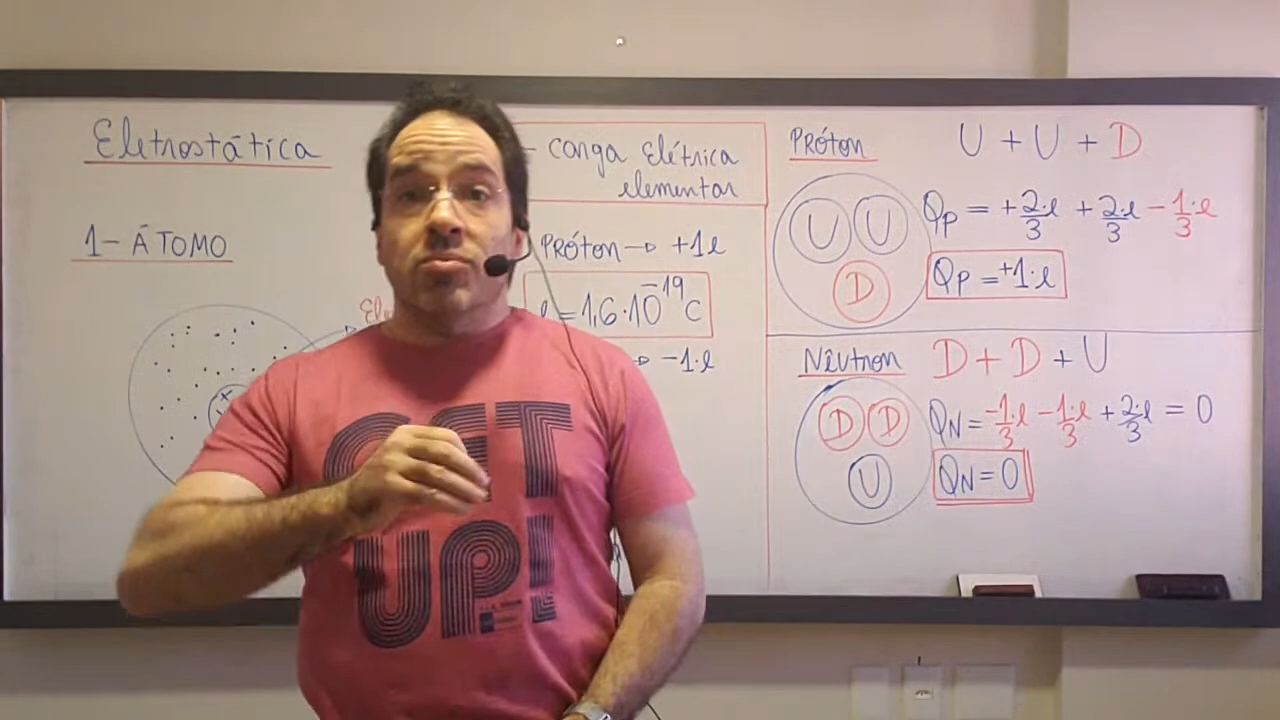 Eletrostática
1- ÁTOMO
- carga Elétrica
elementar
PRÓTON → +1e
e = 1,6·10⁻¹⁹C
→ -1·e
PRÓTON
U + U + D
U U
D
Qp = +2/3·e +2/3·e -1/3·e
Qp = +1·e
Nêutron
D + D + U
D D
U
QN = -1/3·e -1/3·e +2/3·e = 0
QN = 0
GET
UP!